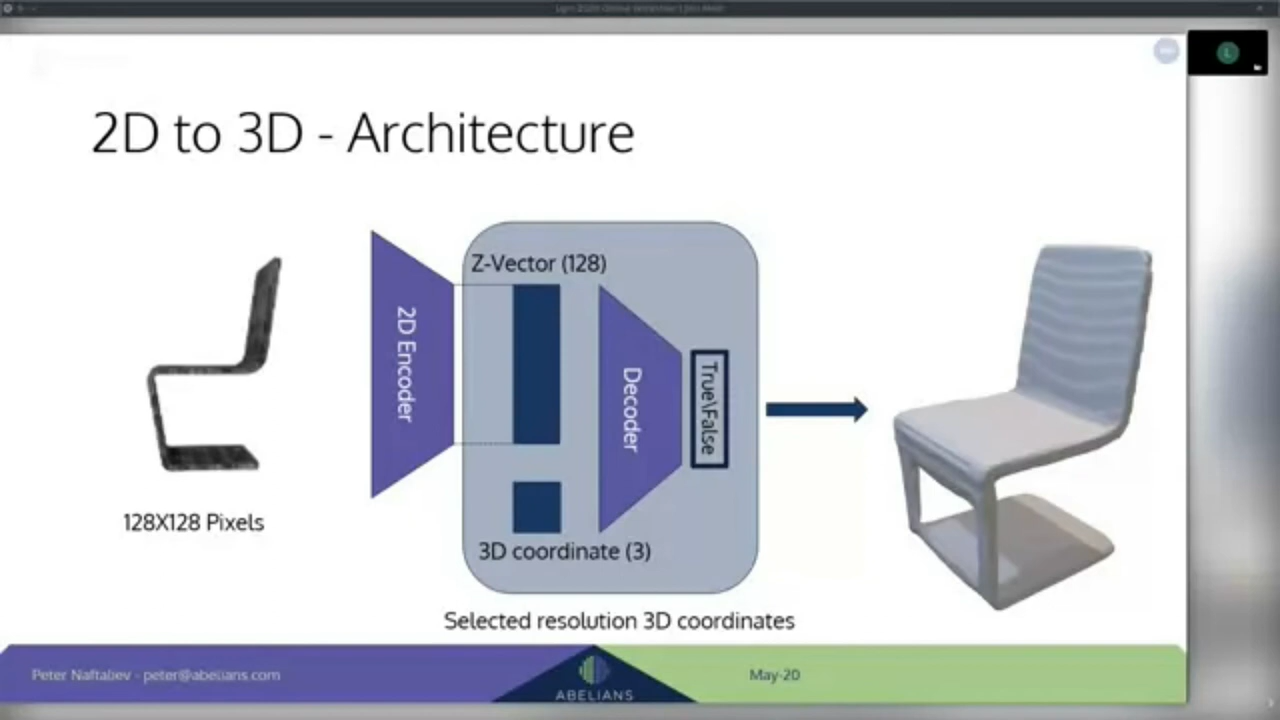 2D to 3D - Architecture
Z-Vector (128)
2D Encoder
Decoder
True\False
128X128 Pixels
3D coordinate (3)
Selected resolution 3D coordinates
Peter Naftaliev - peter@abelians.com
ABELIANS
May-20
L